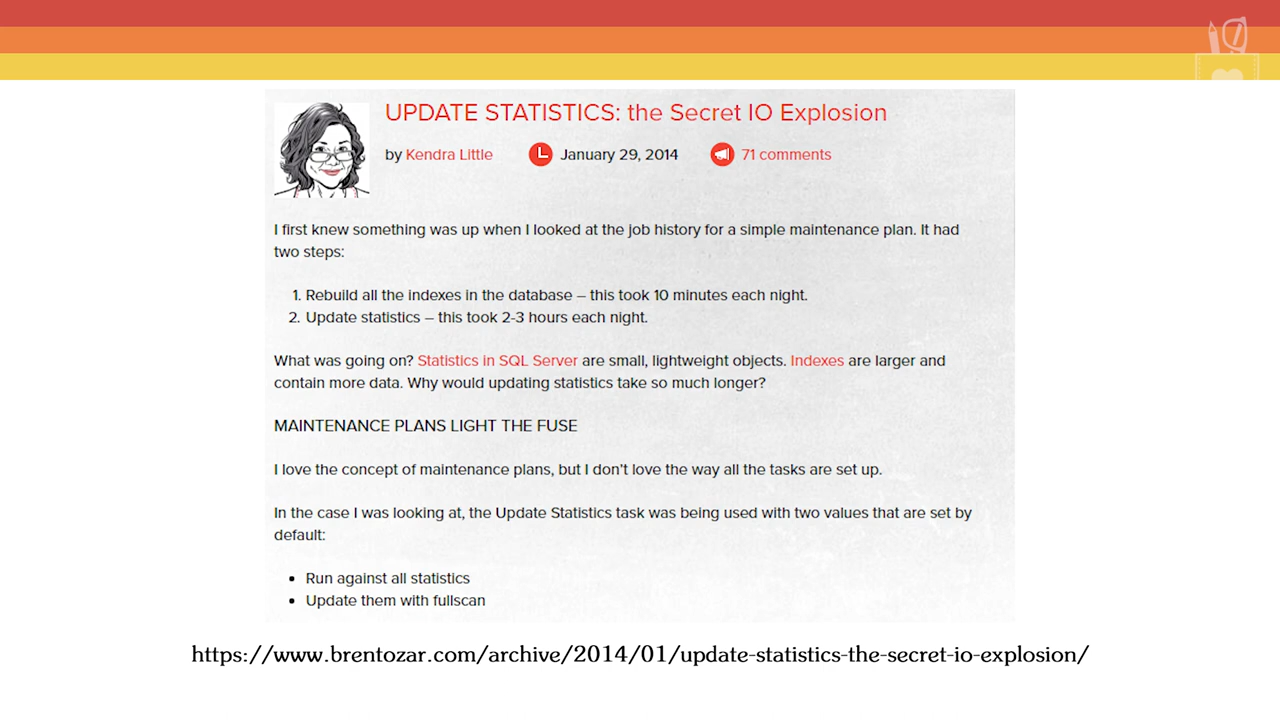 UPDATE STATISTICS: the Secret IO Explosion
by Kendra Little January 29, 2014 71 comments
I first knew something was up when I looked at the job history for a simple maintenance plan. It had
two steps:
1. Rebuild all the indexes in the database – this took 10 minutes each night.
2. Update statistics – this took 2-3 hours each night.
What was going on? Statistics in SQL Server are small, lightweight objects. Indexes are larger and
contain more data. Why would updating statistics take so much longer?
MAINTENANCE PLANS LIGHT THE FUSE
I love the concept of maintenance plans, but I don’t love the way all the tasks are set up.
In the case I was looking at, the Update Statistics task was being used with two values that are set by
default:
• Run against all statistics
• Update them with fullscan
https://www.brentozar.com/archive/2014/01/update-statistics-the-secret-io-explosion/